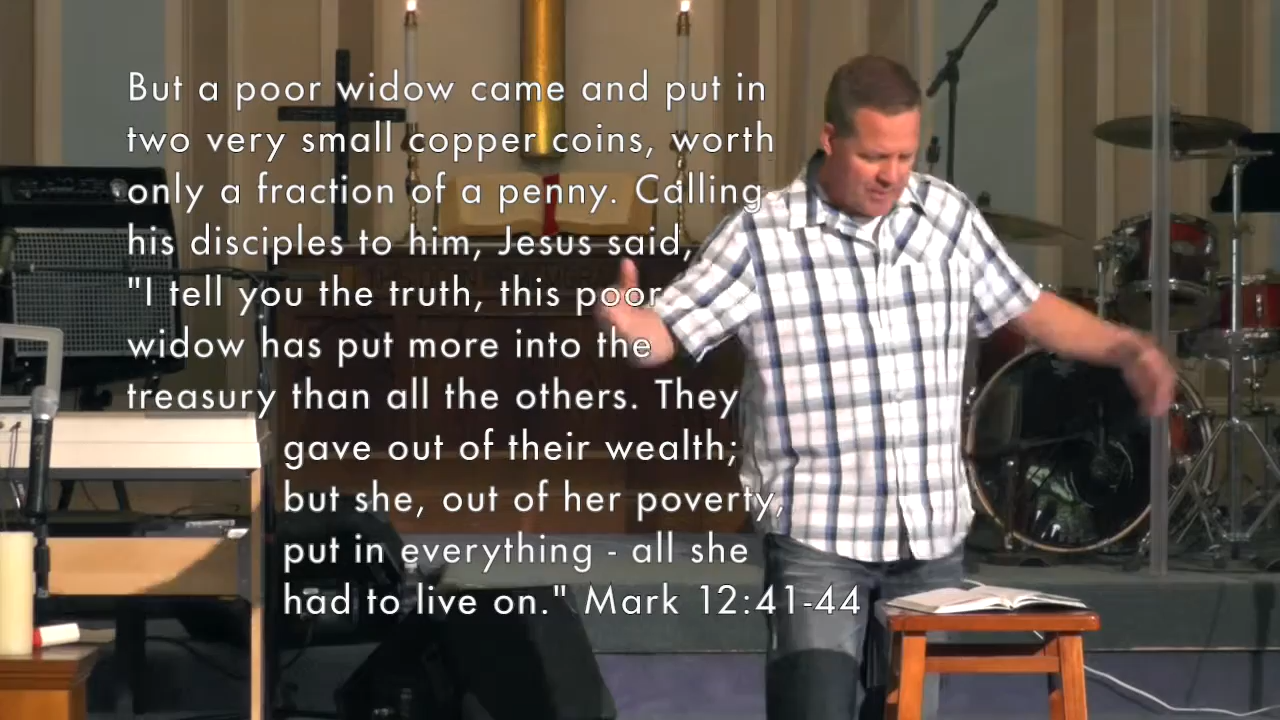 But a poor widow came and put in
two very small copper coins, worth
only a fraction of a penny. Calling
his disciples to him, Jesus said,
"I tell you the truth, this poor
widow has put more into the
treasury than all the others. They
gave out of their wealth;
but she, out of her poverty,
put in everything - all she
had to live on." Mark 12:41-44